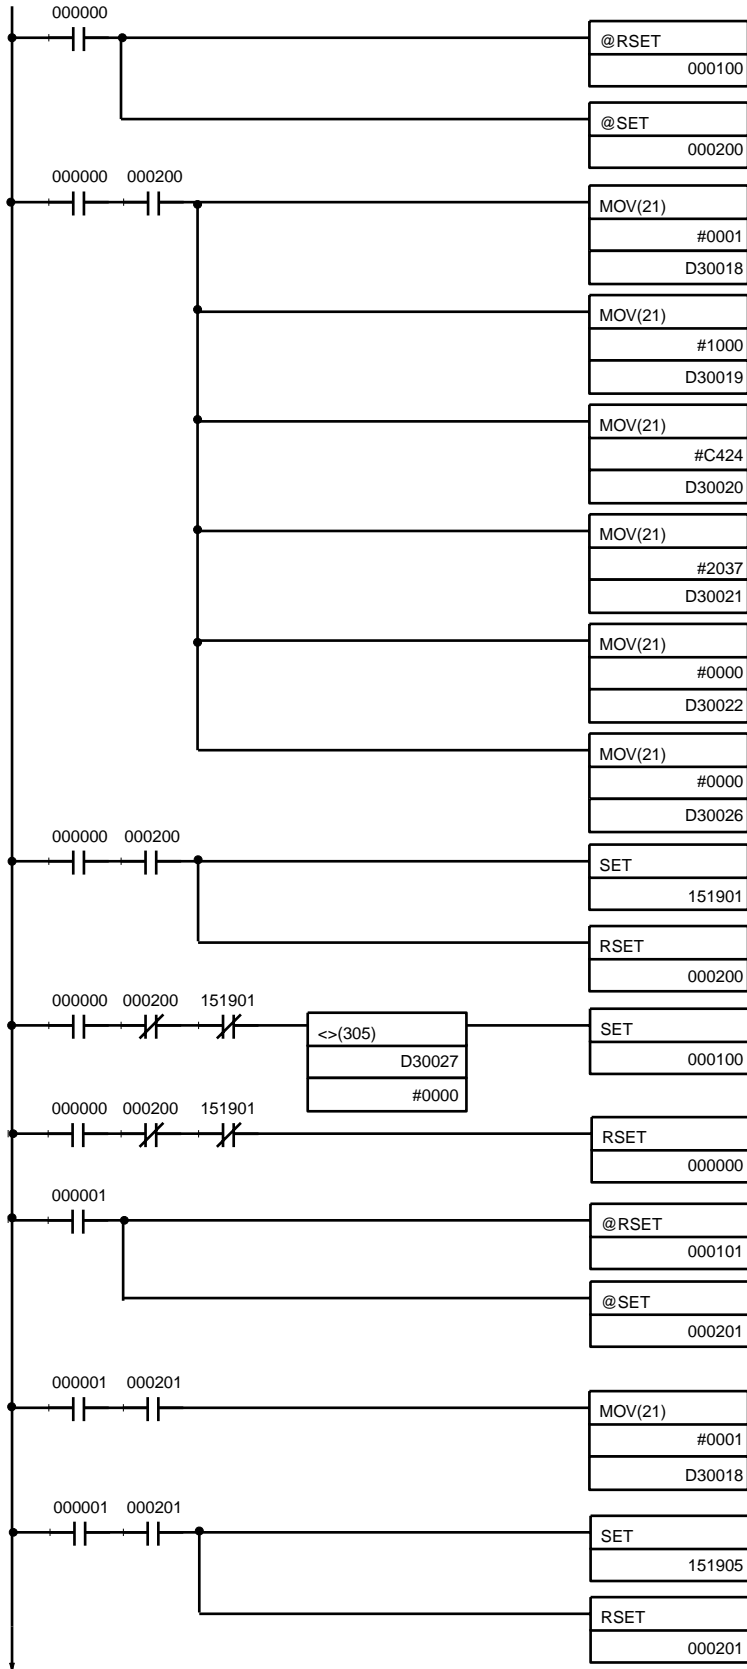 000000
@RSET
000100
@SET
000200
000000 000200
MOV(21)
#0001
D30018
MOV(21)
#1000
D30019
MOV(21)
#C424
D30020
MOV(21)
#2037
D30021
MOV(21)
#0000
D30022
MOV(21)
#0000
D30026
000000 000200
SET
151901
RSET
000200
000000 000200 151901
<>(305)
D30027
#0000
SET
000100
000000 000200 151901
RSET
000000
000001
@RSET
000101
@SET
000201
000001 000201
MOV(21)
#0001
D30018
000001 000201
SET
151905
RSET
000201